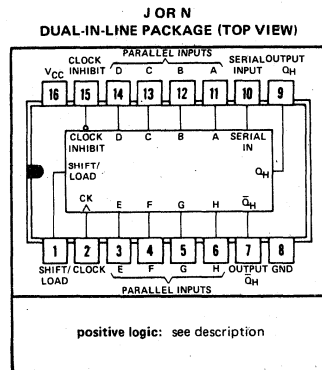 J OR N
DUAL-IN-LINE PACKAGE (TOP VIEW)
PARALLEL INPUTS
CLOCK SERIAL OUTPUT
VCC INHIBIT D C B A INPUT QH
16 15 14 13 12 11 10 9
CLOCK D C B A SERIAL
INHIBIT IN
SHIFT/
LOAD QH
CK
E F G H Q̅H
1 2 3 4 5 6 7 8
SHIFT/ CLOCK E F G H OUTPUT GND
LOAD Q̅H
PARALLEL INPUTS
positive logic: see description